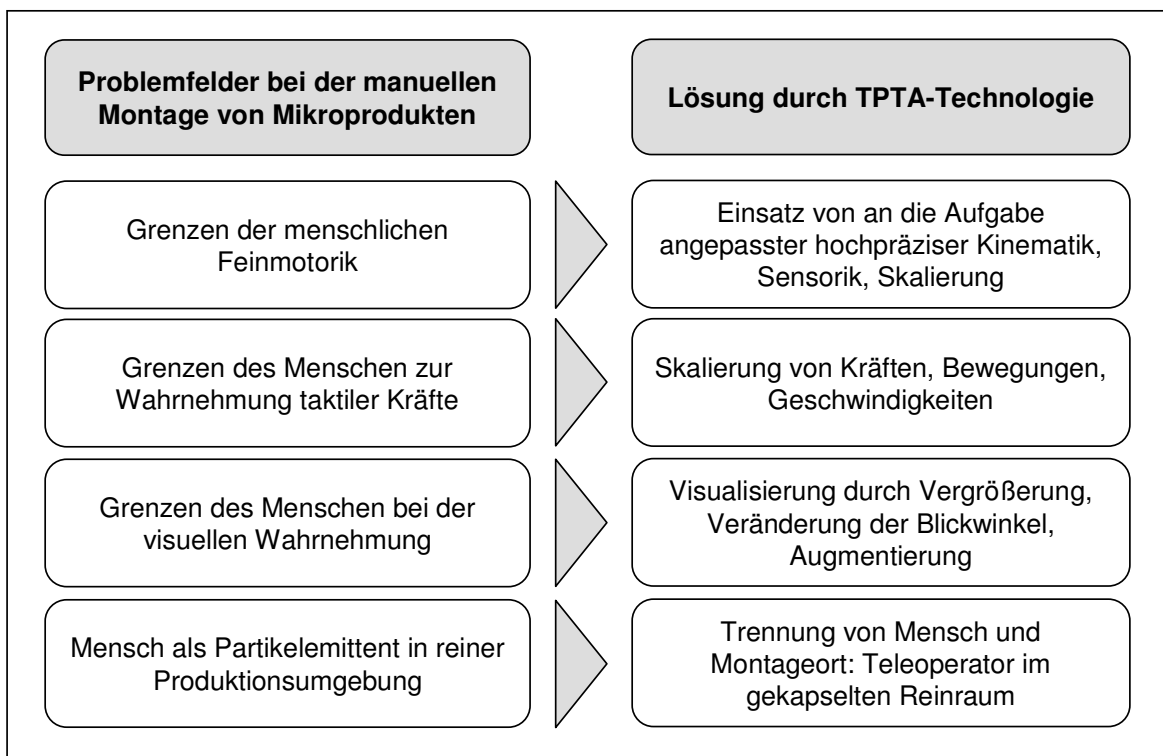 Problemfelder bei der manuellen
Montage von Mikroprodukten
Lösung durch TPTA-Technologie
Grenzen der menschlichen
Feinmotorik
Einsatz von an die Aufgabe
angepasster hochpräziser Kinematik,
Sensorik, Skalierung
Grenzen des Menschen zur
Wahrnehmung taktiler Kräfte
Skalierung von Kräften, Bewegungen,
Geschwindigkeiten
Grenzen des Menschen bei der
visuellen Wahrnehmung
Visualisierung durch Vergrößerung,
Veränderung der Blickwinkel,
Augmentierung
Mensch als Partikelemittent in reiner
Produktionsumgebung
Trennung von Mensch und
Montageort: Teleoperator im
gekapselten Reinraum